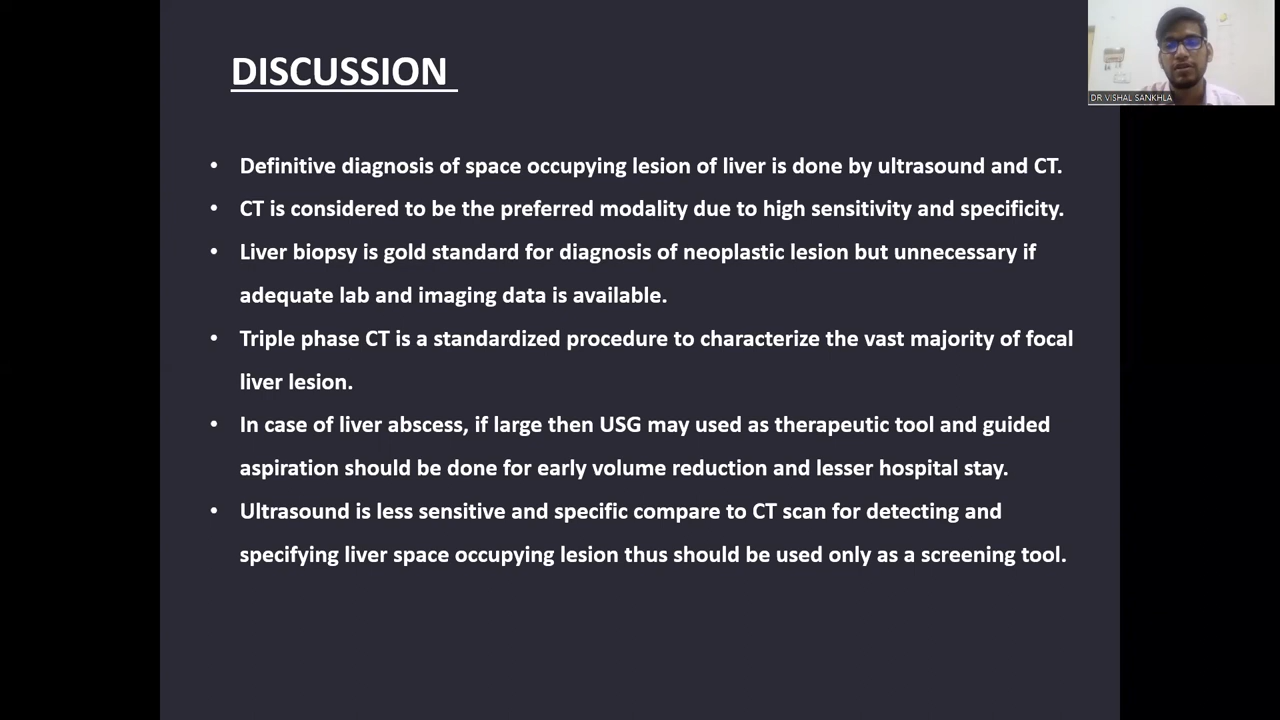 DISCUSSION
DR VISHAL SANKHLA
• Definitive diagnosis of space occupying lesion of liver is done by ultrasound and CT.
• CT is considered to be the preferred modality due to high sensitivity and specificity.
• Liver biopsy is gold standard for diagnosis of neoplastic lesion but unnecessary if
adequate lab and imaging data is available.
• Triple phase CT is a standardized procedure to characterize the vast majority of focal
liver lesion.
• In case of liver abscess, if large then USG may used as therapeutic tool and guided
aspiration should be done for early volume reduction and lesser hospital stay.
• Ultrasound is less sensitive and specific compare to CT scan for detecting and
specifying liver space occupying lesion thus should be used only as a screening tool.